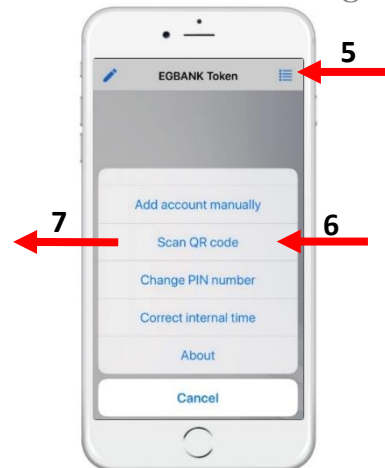 5
EGBANK Token
Add account manually
7
Scan QR code
6
Change PIN number
Correct internal time
About
Cancel